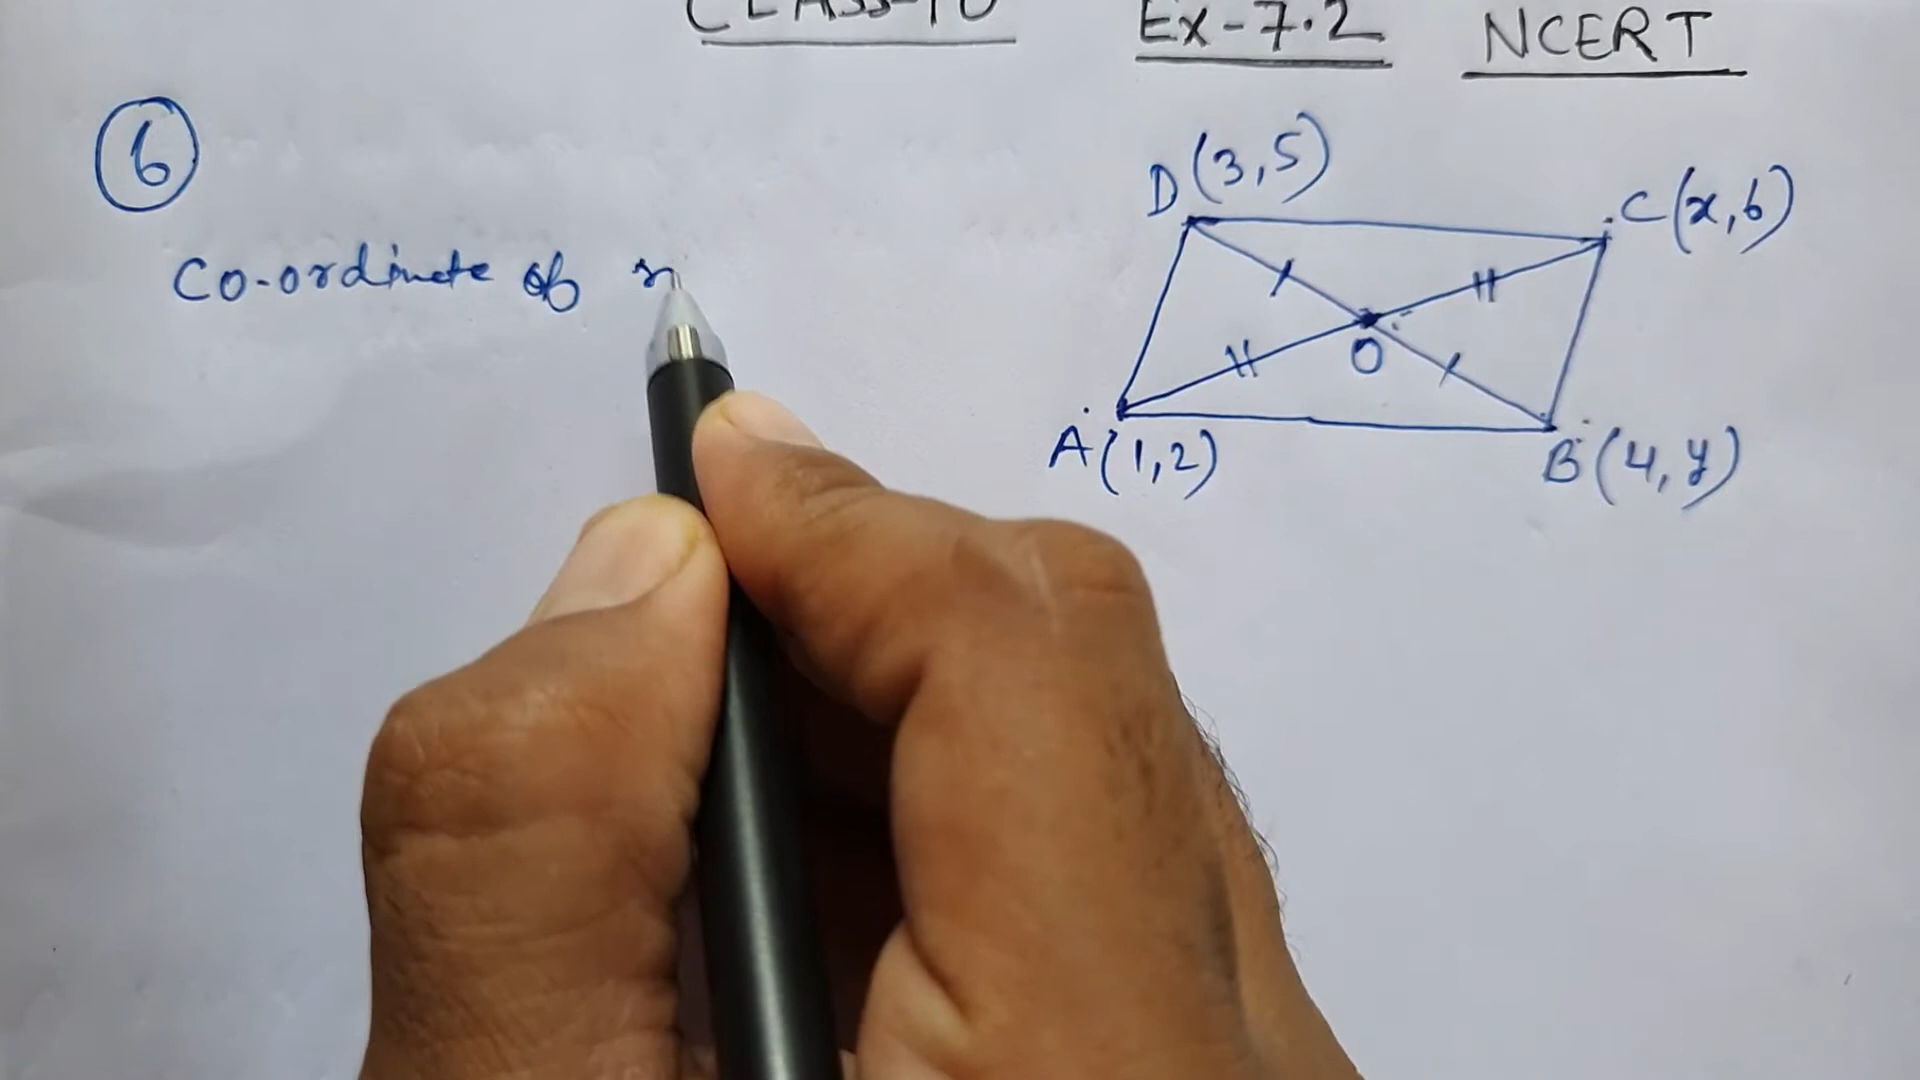 CLASS-10 Ex-7.2 NCERT
6
D(3,5)
C(x,6)
Co-ordinate of
O
A(1,2)
B(4,y)